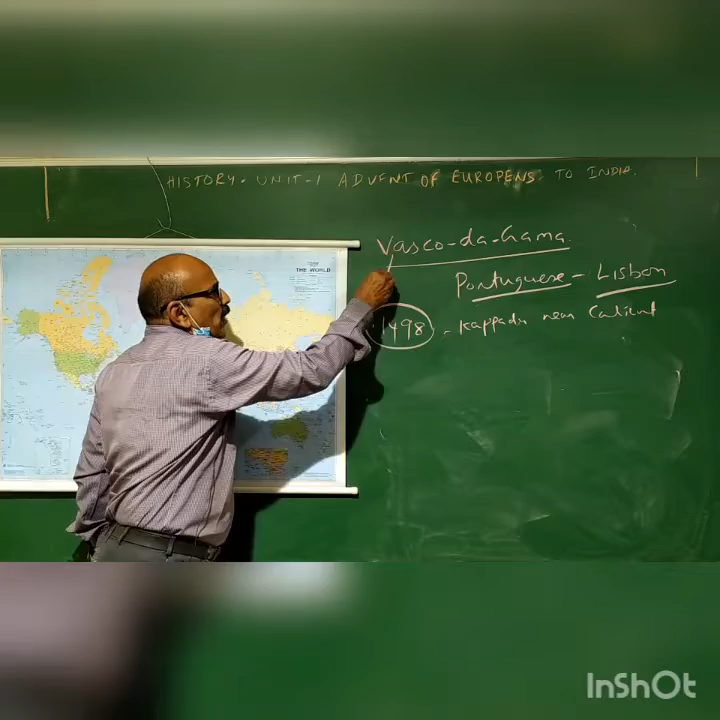 HISTORY. UNIT-1 ADVENT OF EUROPENS. TO INDIA.
THE WORLD
Vasco-da-Gama.
Portuguese - Lisbon
1498 - Kappadu near Calicut
InShOt